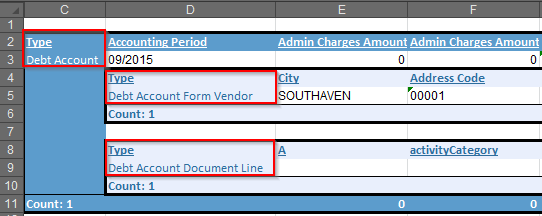 C D E F
1
2 Type Accounting Period Admin Charges Amount Admin Charges Amount
3 Debt Account 09/2015 0 0
4 Type City Address Code
5 Debt Account Form Vendor SOUTHAVEN 00001
6 Count: 1
7
8 Type A activityCategory
9 Debt Account Document Line
10 Count: 1
11 Count: 1 0 0